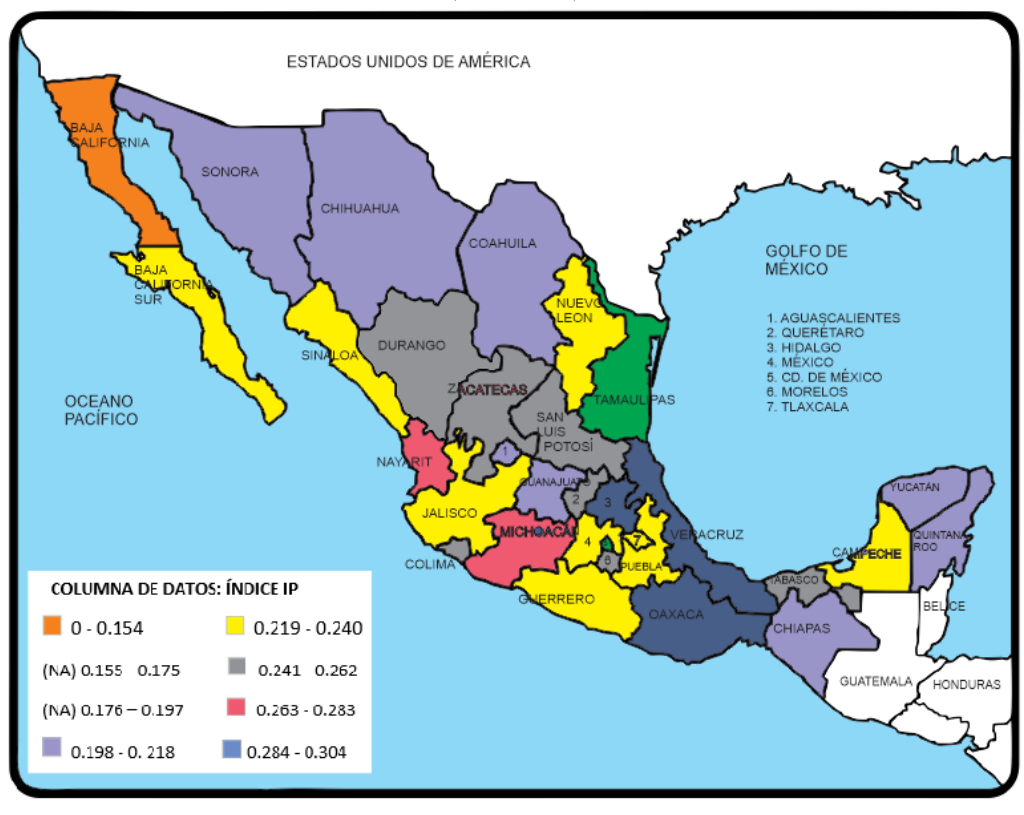 ESTADOS UNIDOS DE AMÉRICA
BAJA
CALIFORNIA
SONORA
CHIHUAHUA
COAHUILA
GOLFO DE
MÉXICO
BAJA
CALIFORNIA
SUR
NUEVO
LEON
1. AGUASCALIENTES
2. QUERÉTARO
3. HIDALGO
4. MÉXICO
5. CD. DE MÉXICO
6. MORELOS
7. TLAXCALA
SINALOA
DURANGO
ZACATECAS
TAMAULIPAS
OCEANO
PACÍFICO
SAN
LUIS
POTOSÍ
NAYARIT
1
GUANAJUATO
2
3
YUCATÁN
JALISCO
MICHOACAN
4
7
VERACRUZ
QUINTANA
ROO
CAMPECHE
COLIMA
6
PUEBLA
TABASCO
GUERRERO
OAXACA
CHIAPAS
BELICE
GUATEMALA
HONDURAS
COLUMNA DE DATOS: ÍNDICE IP
0 - 0.154
(NA) 0.155 0.175
(NA) 0.176 – 0.197
0.198 - 0. 218
0.219 - 0.240
0.241 0.262
0.263 - 0.283
0.284 - 0.304